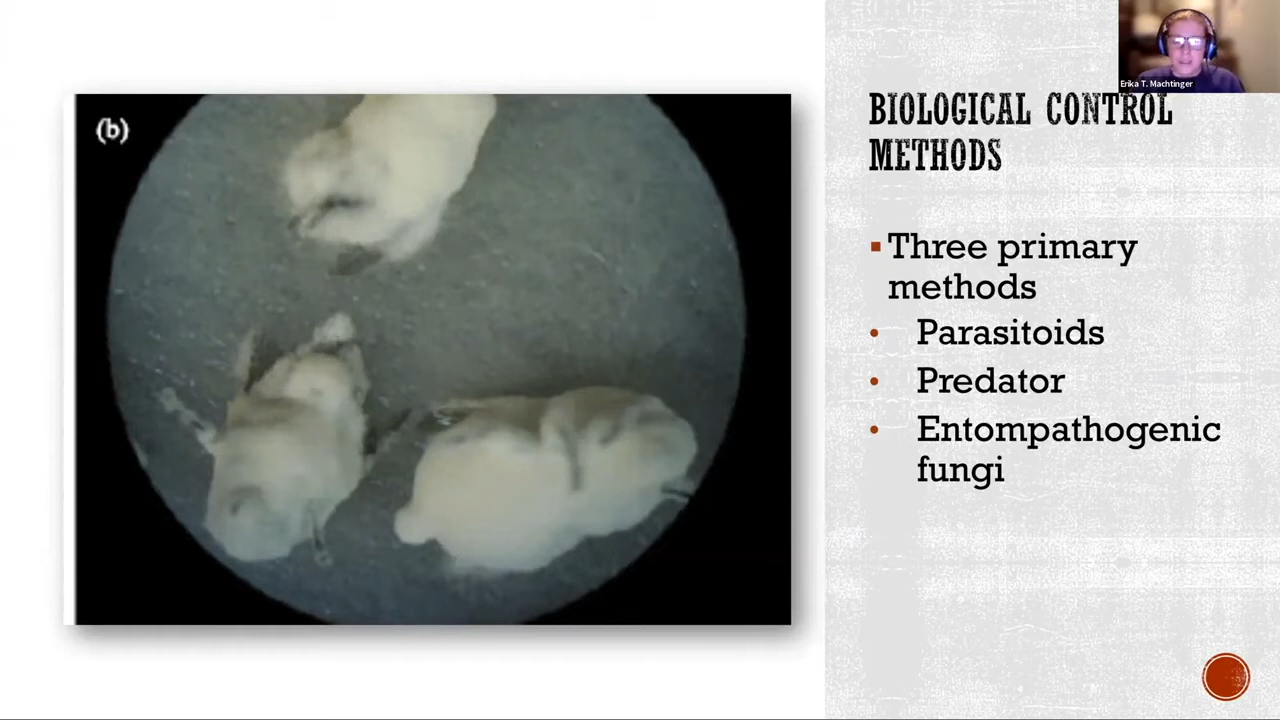 (b)
Erika T. Machtinger
BIOLOGICAL CONTROL
METHODS
Three primary
methods
Parasitoids
Predator
Entompathogenic
fungi